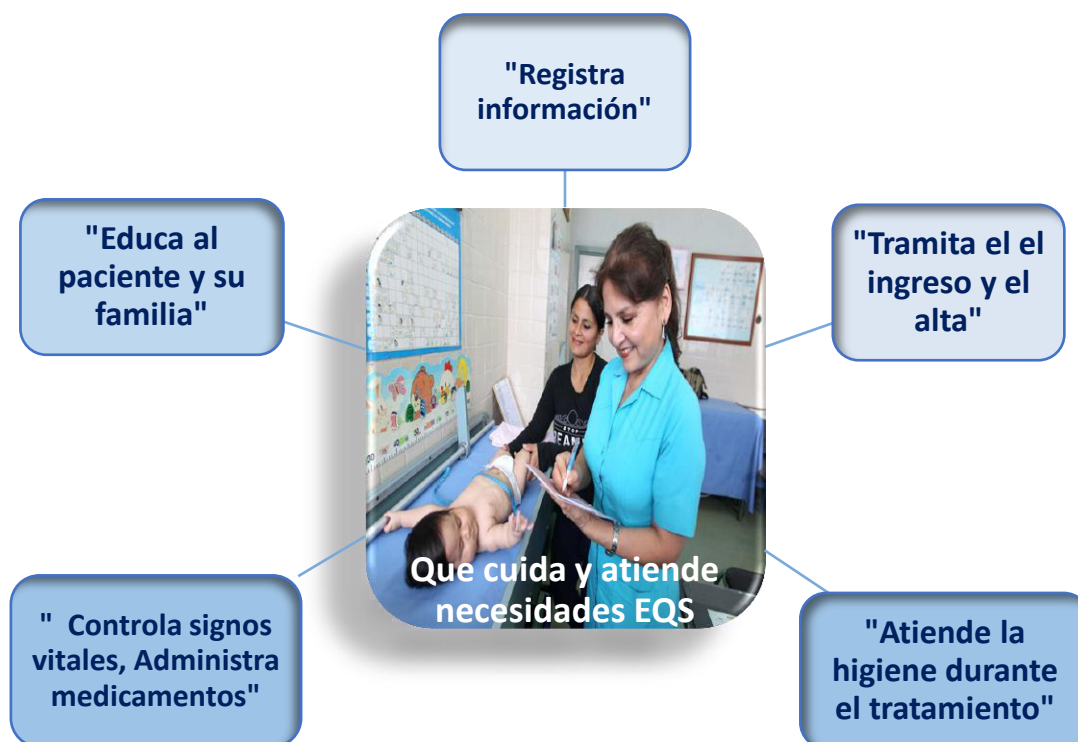 "Registra
información"
"Educa al
paciente y su
familia"
"Tramita el el
ingreso y el
alta"
Que cuida y atiende
necesidades EQS
" Controla signos
vitales, Administra
medicamentos"
"Atiende la
higiene durante
el tratamiento"